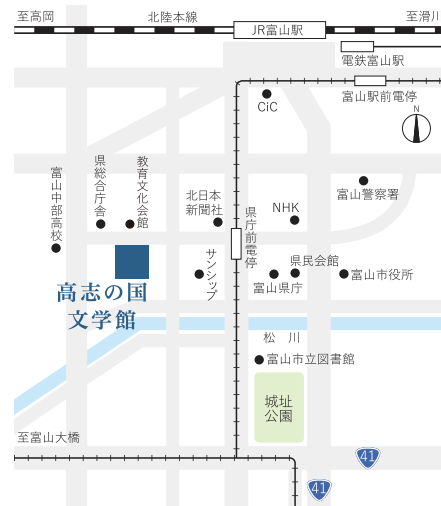 至高岡
北陸本線
JR富山駅
至滑川
電鉄富山駅
富山駅前電停
CiC
N
富山中部高校
県総合庁舎
教育文化会館
北日本
新聞社
県庁前電停
NHK
富山警察署
サンシップ
県民会館
富山県庁
富山市役所
高志の国
文学館
松川
富山市立図書館
城址
公園
至富山大橋
41
41